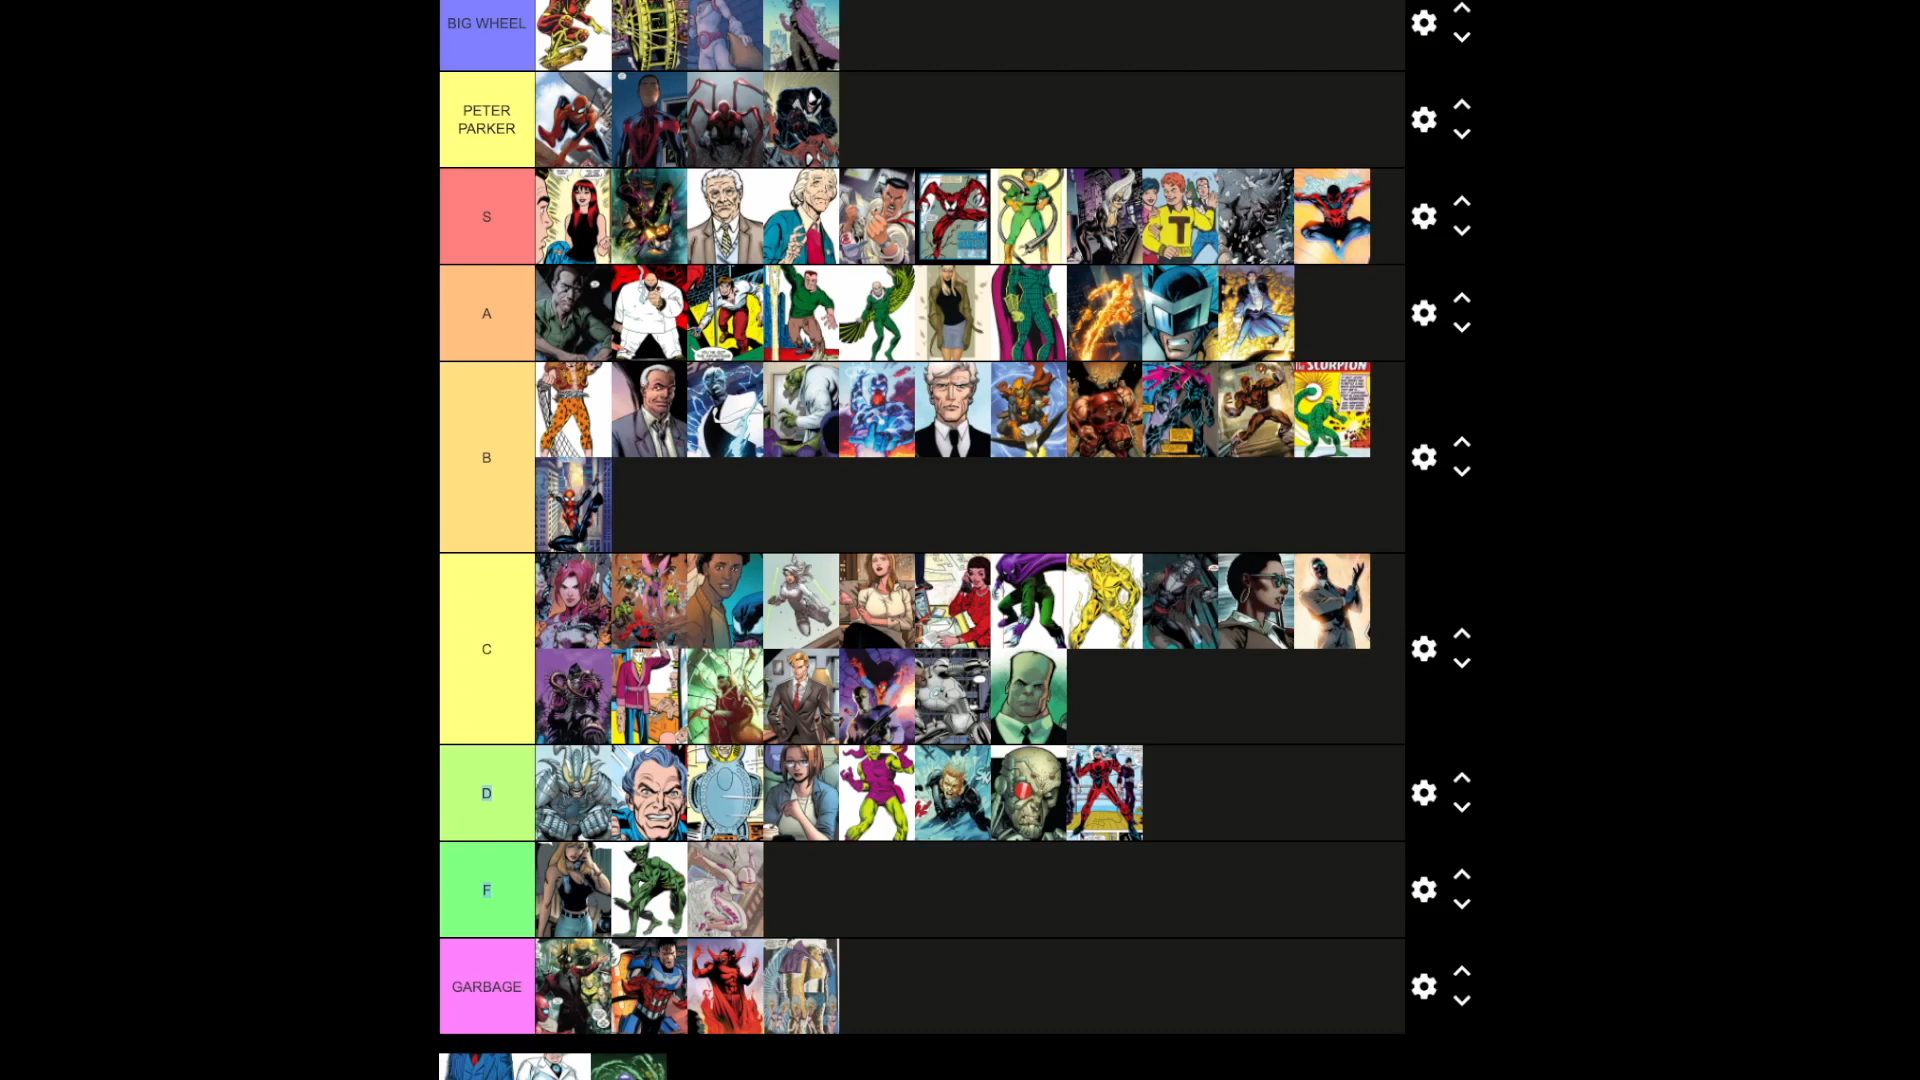 BIG WHEEL
PETER
PARKER
S
T
A
B
SCORPION
C
D
F
GARBAGE